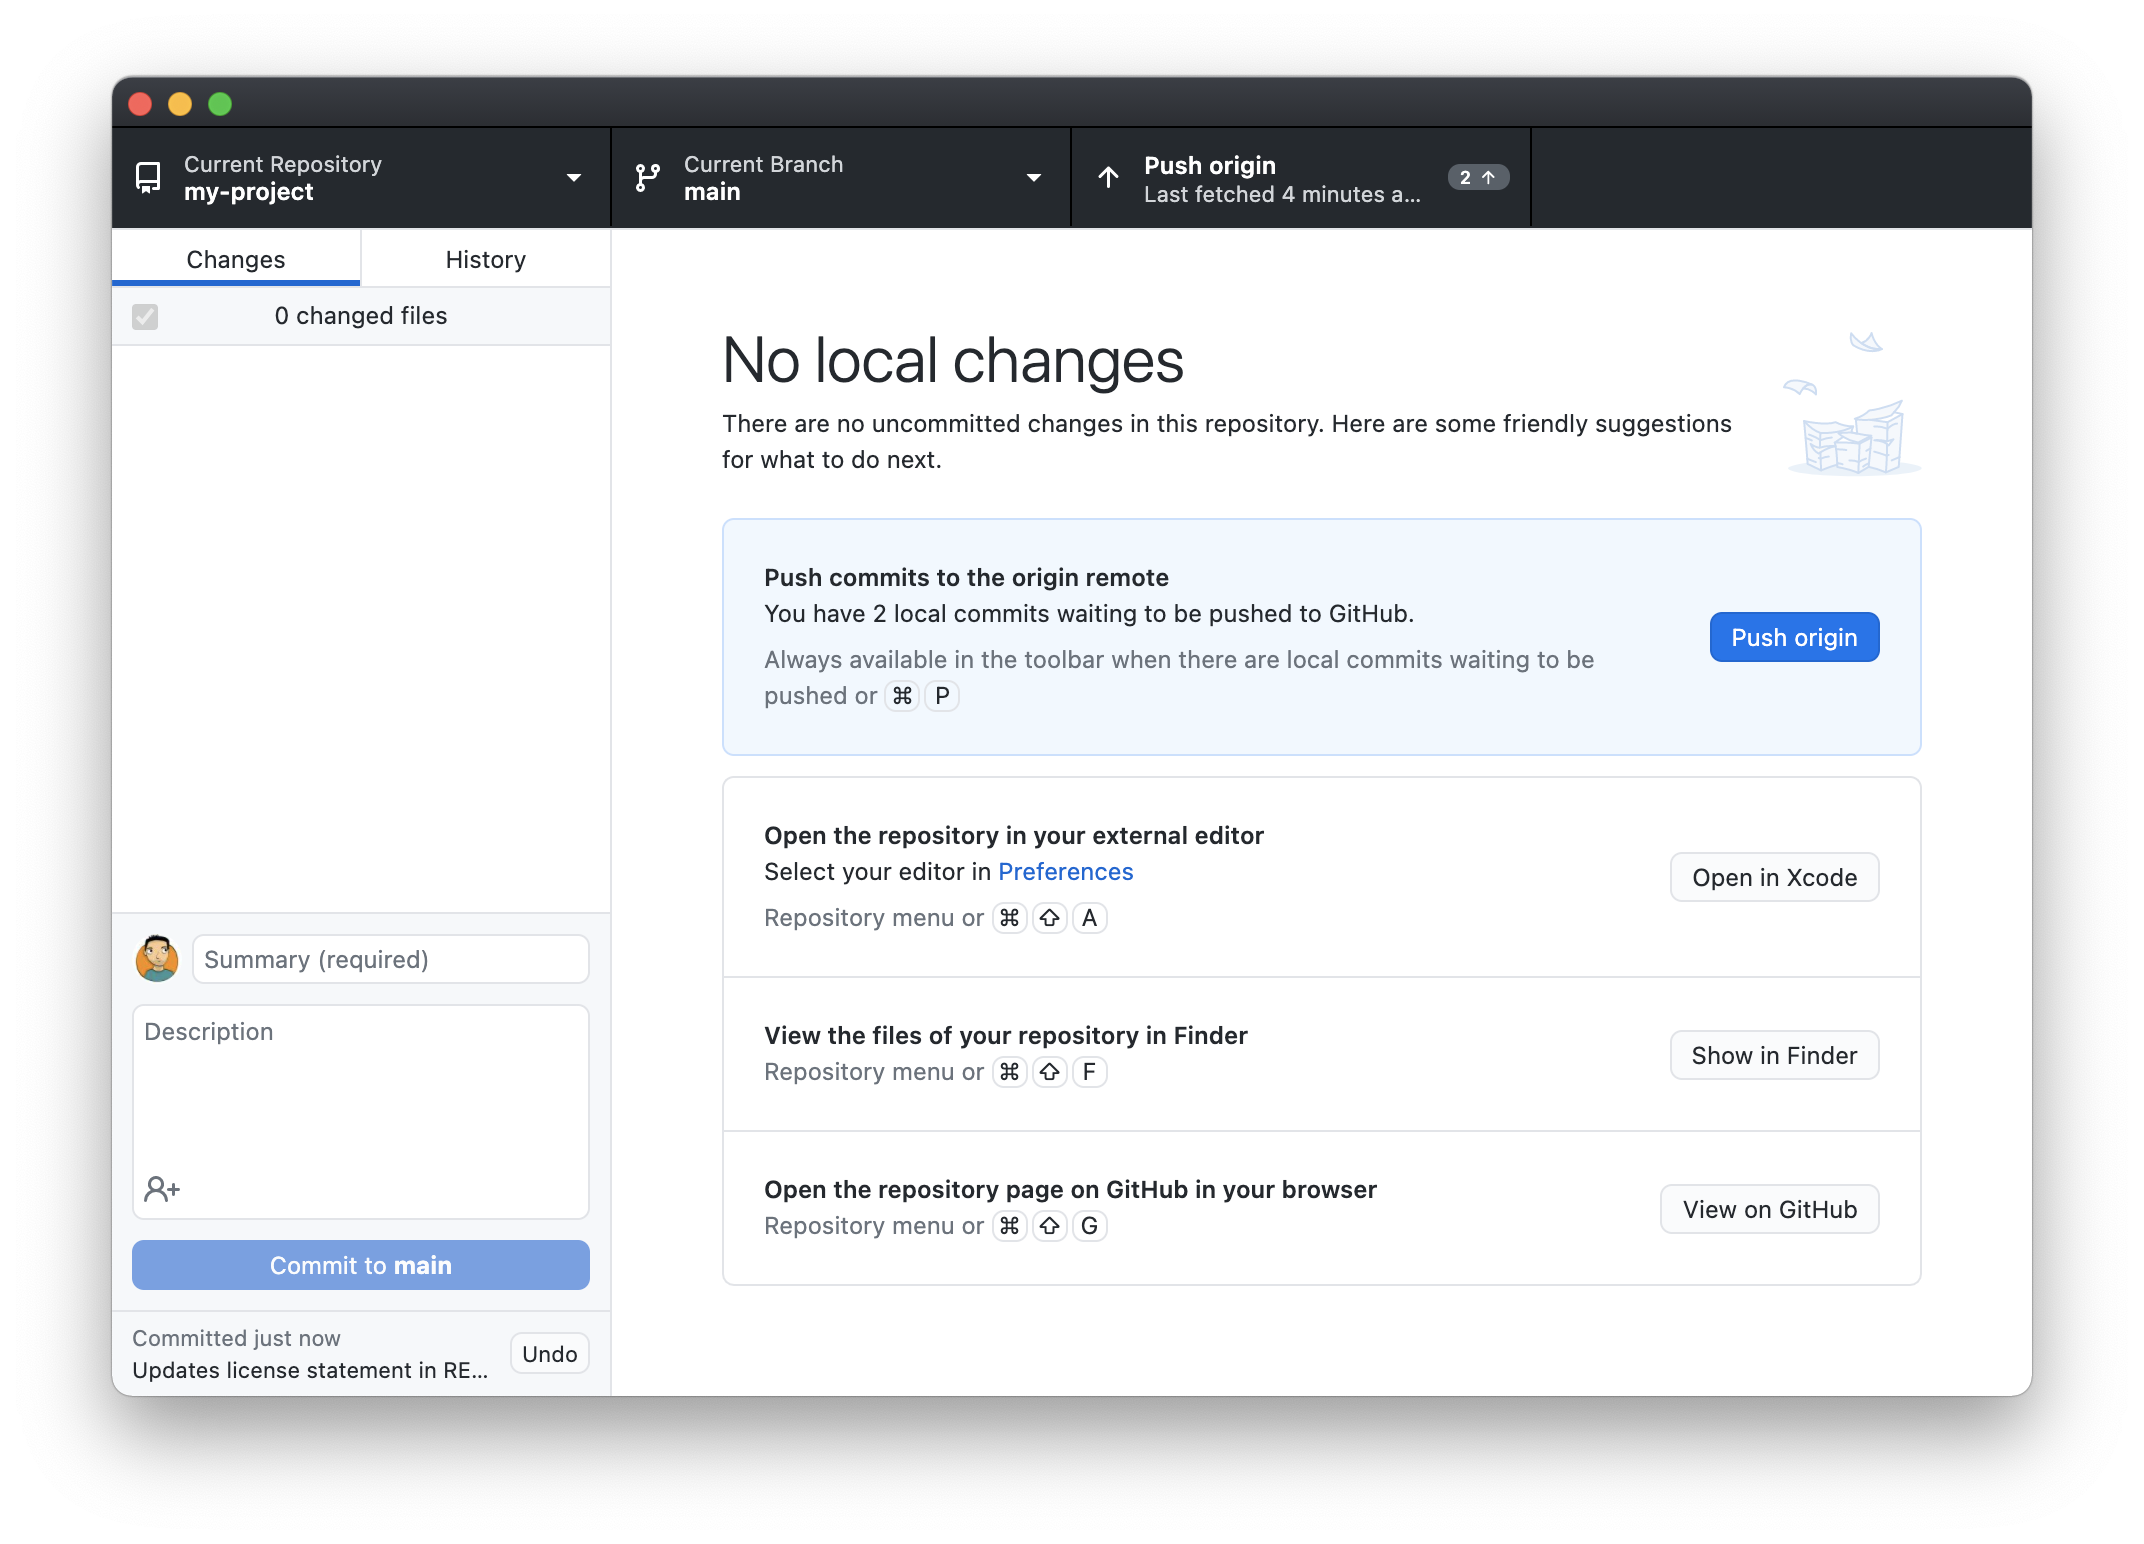 Current Repository
my-project
Current Branch
main
Push origin
Last fetched 4 minutes a...
2 ↑
Changes
History
0 changed files
No local changes
There are no uncommitted changes in this repository. Here are some friendly suggestions
for what to do next.
Push commits to the origin remote
You have 2 local commits waiting to be pushed to GitHub.
Always available in the toolbar when there are local commits waiting to be
pushed or ⌘ P
Push origin
Open the repository in your external editor
Select your editor in Preferences
Repository menu or ⌘ ⇧ A
Open in Xcode
View the files of your repository in Finder
Repository menu or ⌘ ⇧ F
Show in Finder
Open the repository page on GitHub in your browser
Repository menu or ⌘ ⇧ G
View on GitHub
Summary (required)
Description
Commit to main
Committed just now
Updates license statement in RE...
Undo